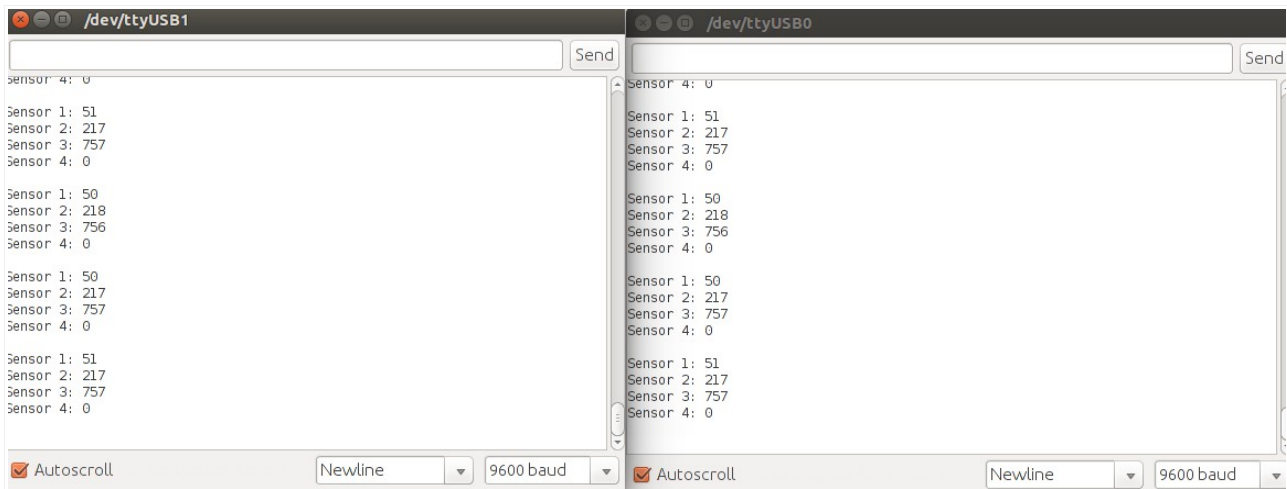 /dev/ttyUSB1
Send
Sensor 4: 0
Sensor 1: 51
Sensor 2: 217
Sensor 3: 757
Sensor 4: 0
Sensor 1: 50
Sensor 2: 218
Sensor 3: 756
Sensor 4: 0
Sensor 1: 50
Sensor 2: 217
Sensor 3: 757
Sensor 4: 0
Sensor 1: 51
Sensor 2: 217
Sensor 3: 757
Sensor 4: 0
Autoscroll
Newline
9600 baud
/dev/ttyUSB0
Send
Sensor 4: 0
Sensor 1: 51
Sensor 2: 217
Sensor 3: 757
Sensor 4: 0
Sensor 1: 50
Sensor 2: 218
Sensor 3: 756
Sensor 4: 0
Sensor 1: 50
Sensor 2: 217
Sensor 3: 757
Sensor 4: 0
Sensor 1: 51
Sensor 2: 217
Sensor 3: 757
Sensor 4: 0
Autoscroll
Newline
9600 baud